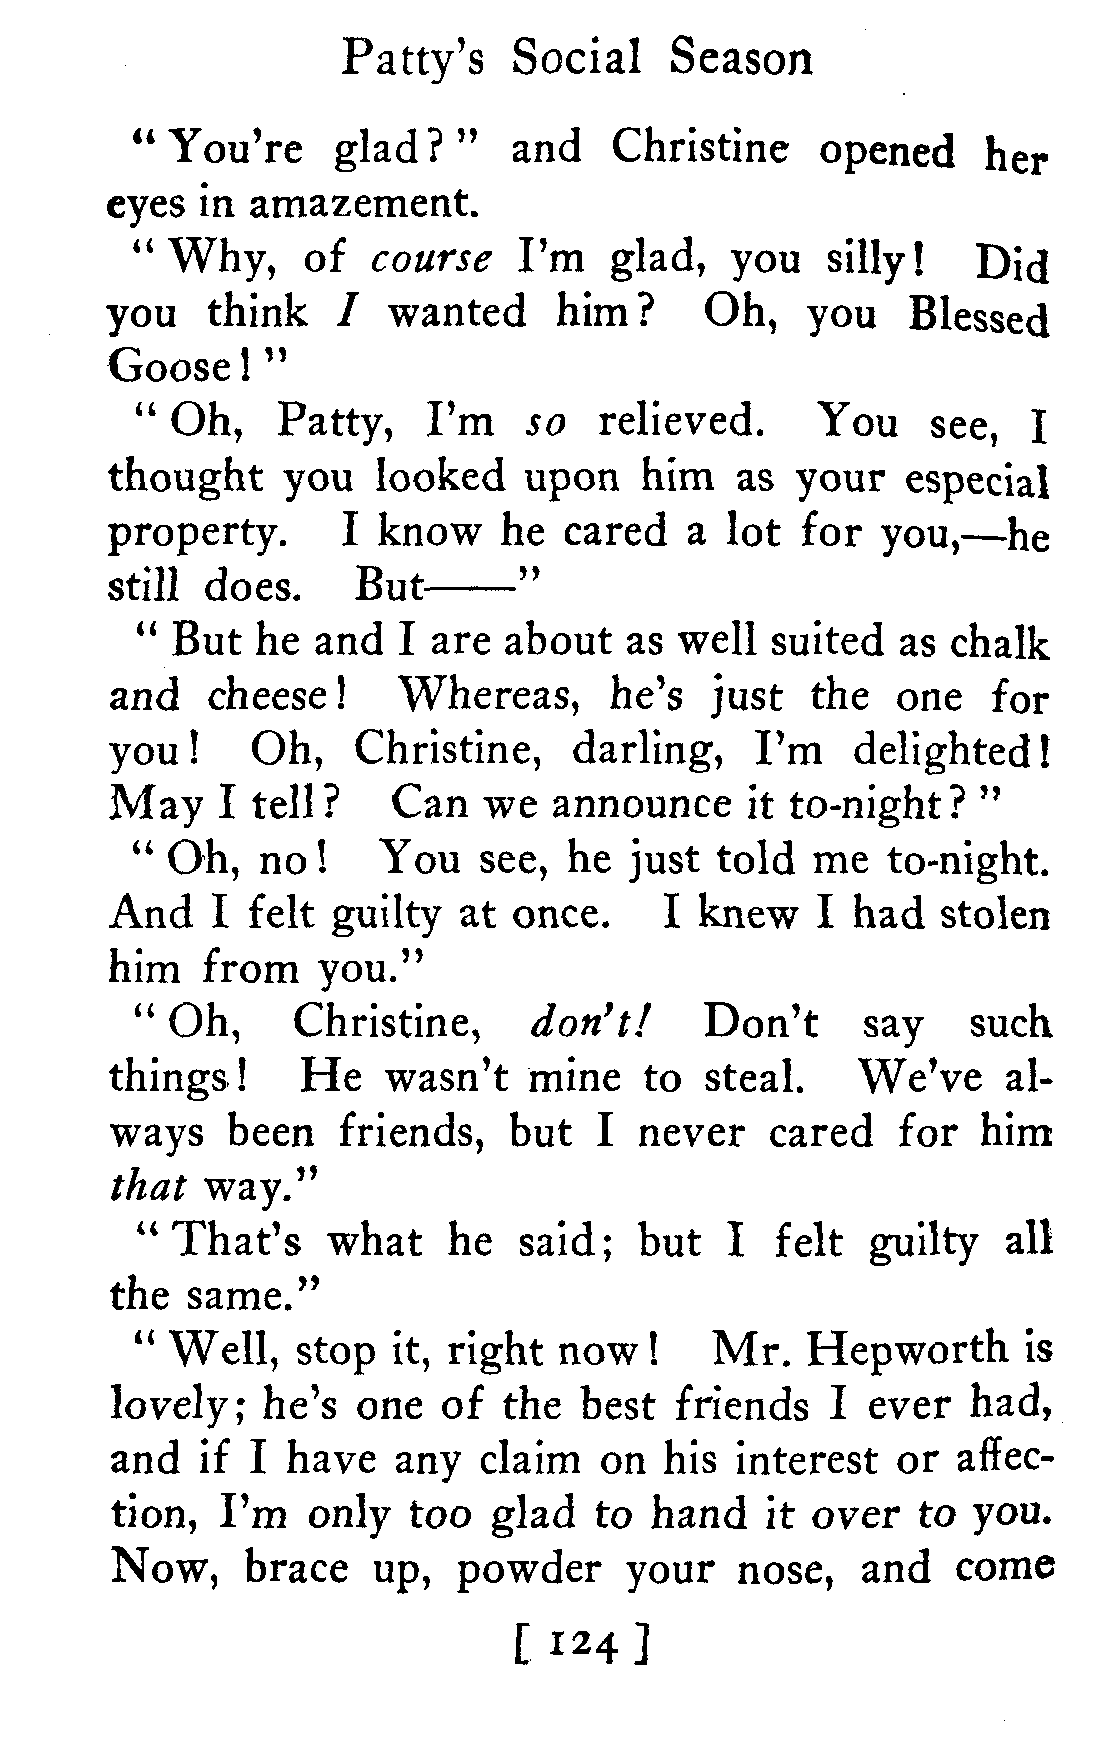 Patty's Social Season
" You're glad? " and Christine opened her
eyes in amazement.
" Why, of course I'm glad, you silly! Did
you think I wanted him? Oh, you Blessed
Goose! "
" Oh, Patty, I'm so relieved. You see, I
thought you looked upon him as your especial
property. I know he cared a lot for you,—he
still does. But——"
" But he and I are about as well suited as chalk
and cheese! Whereas, he's just the one for
you! Oh, Christine, darling, I'm delighted!
May I tell? Can we announce it to-night? "
" Oh, no! You see, he just told me to-night.
And I felt guilty at once. I knew I had stolen
him from you."
" Oh, Christine, don't! Don't say such
things! He wasn't mine to steal. We've al-
ways been friends, but I never cared for him
that way."
" That's what he said; but I felt guilty all
the same."
" Well, stop it, right now! Mr. Hepworth is
lovely; he's one of the best friends I ever had,
and if I have any claim on his interest or affec-
tion, I'm only too glad to hand it over to you.
Now, brace up, powder your nose, and come
[ 124 ]